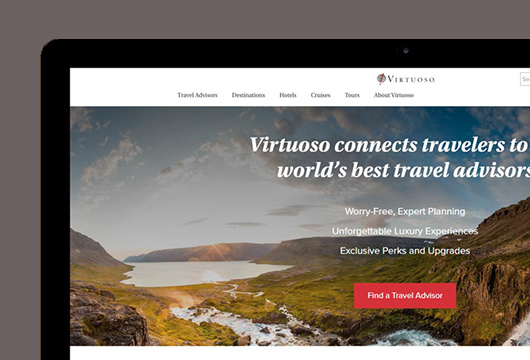 VIRTUOSO
Se
Travel Advisors Destinations Hotels Cruises Tours About Virtuoso
Virtuoso connects travelers to
world's best travel advisors
Worry-Free, Expert Planning
Unforgettable Luxury Experiences
Exclusive Perks and Upgrades
Find a Travel Advisor